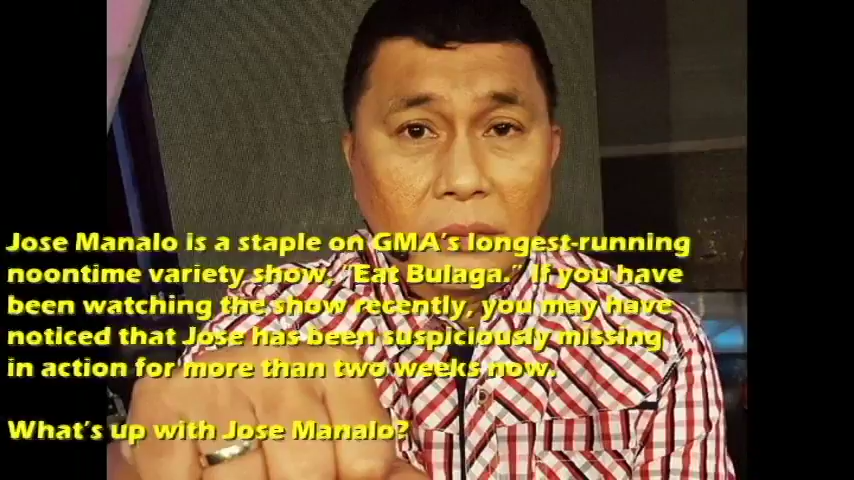 Jose Manalo is a staple on GMA's longest-running
noontime variety show, "Eat Bulaga." If you have
been watching the show recently, you may have
noticed that Jose has been suspiciously missing
in action for more than two weeks now.
What's up with Jose Manalo?